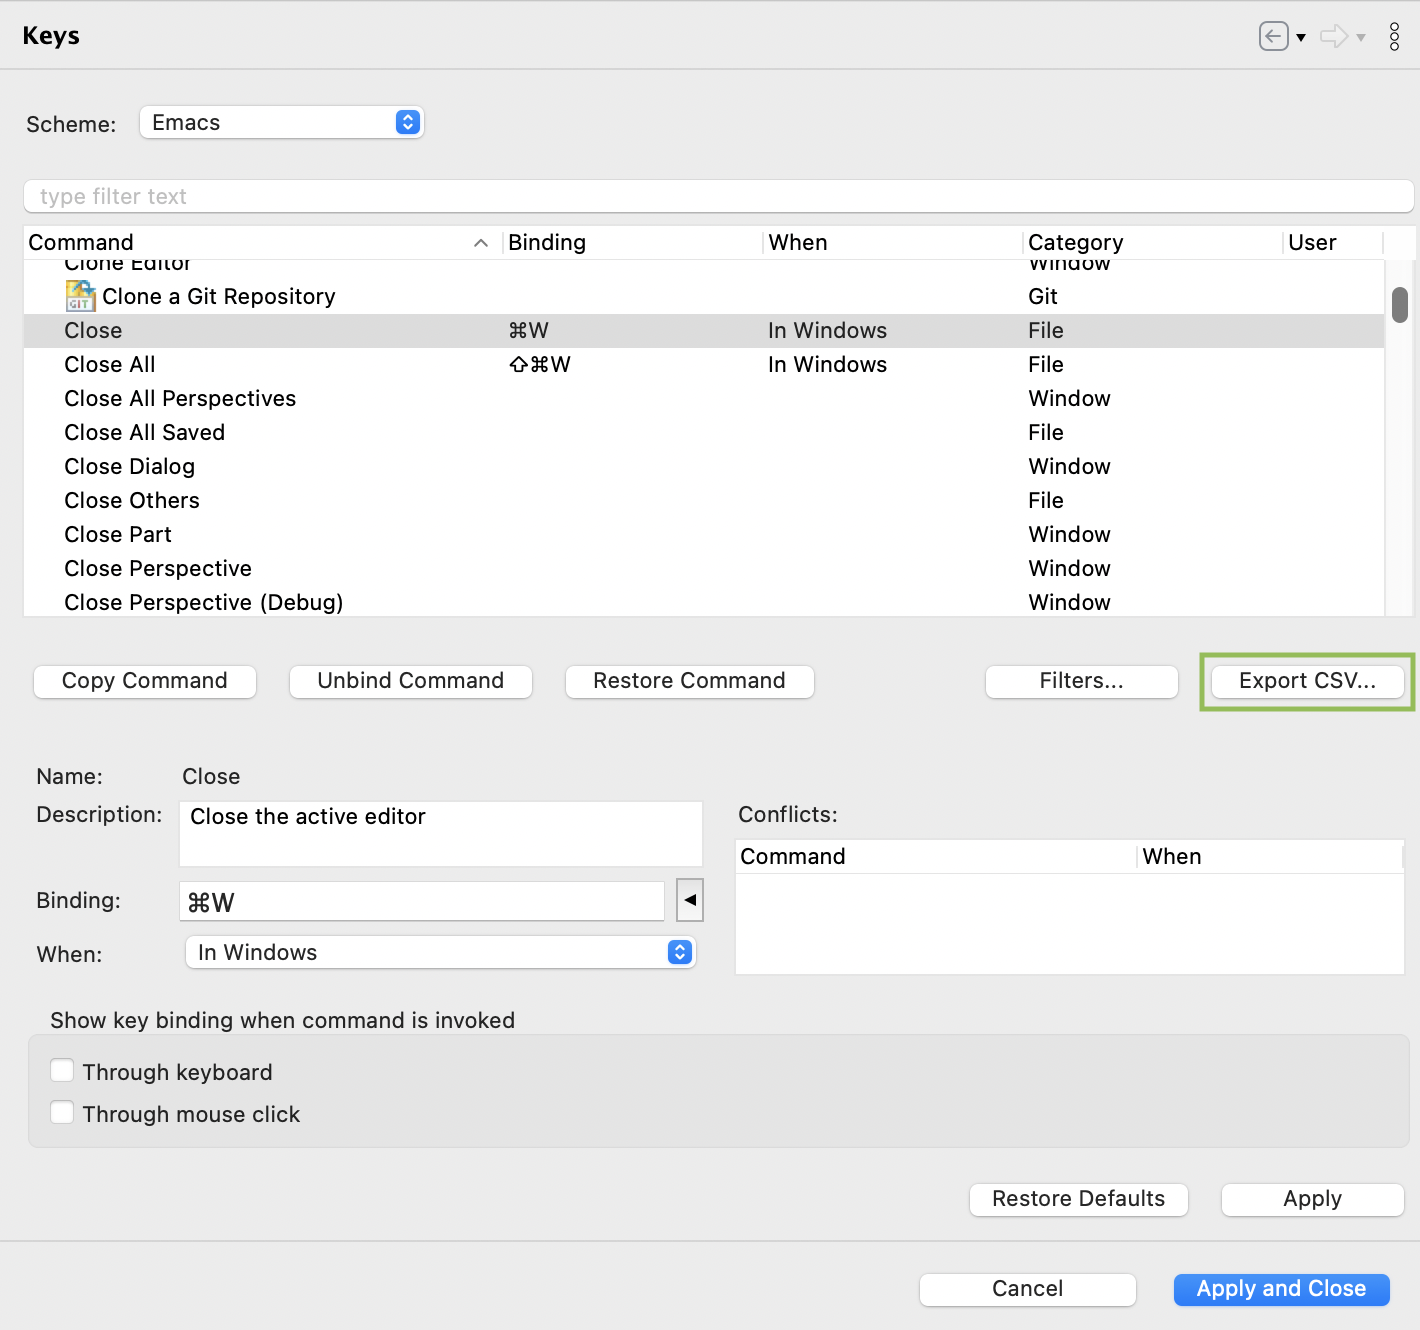 Keys
Scheme: Emacs
type filter text
Command Binding When Category User
Clone Editor Window
GIT Clone a Git Repository Git
Close ⌘W In Windows File
Close All ⇧⌘W In Windows File
Close All Perspectives Window
Close All Saved File
Close Dialog Window
Close Others File
Close Part Window
Close Perspective Window
Close Perspective (Debug) Window
Copy Command Unbind Command Restore Command Filters... Export CSV...
Name: Close
Description: Close the active editor
Binding: ⌘W
When: In Windows
Conflicts:
Command When
Show key binding when command is invoked
Through keyboard
Through mouse click
Restore Defaults Apply
Cancel Apply and Close